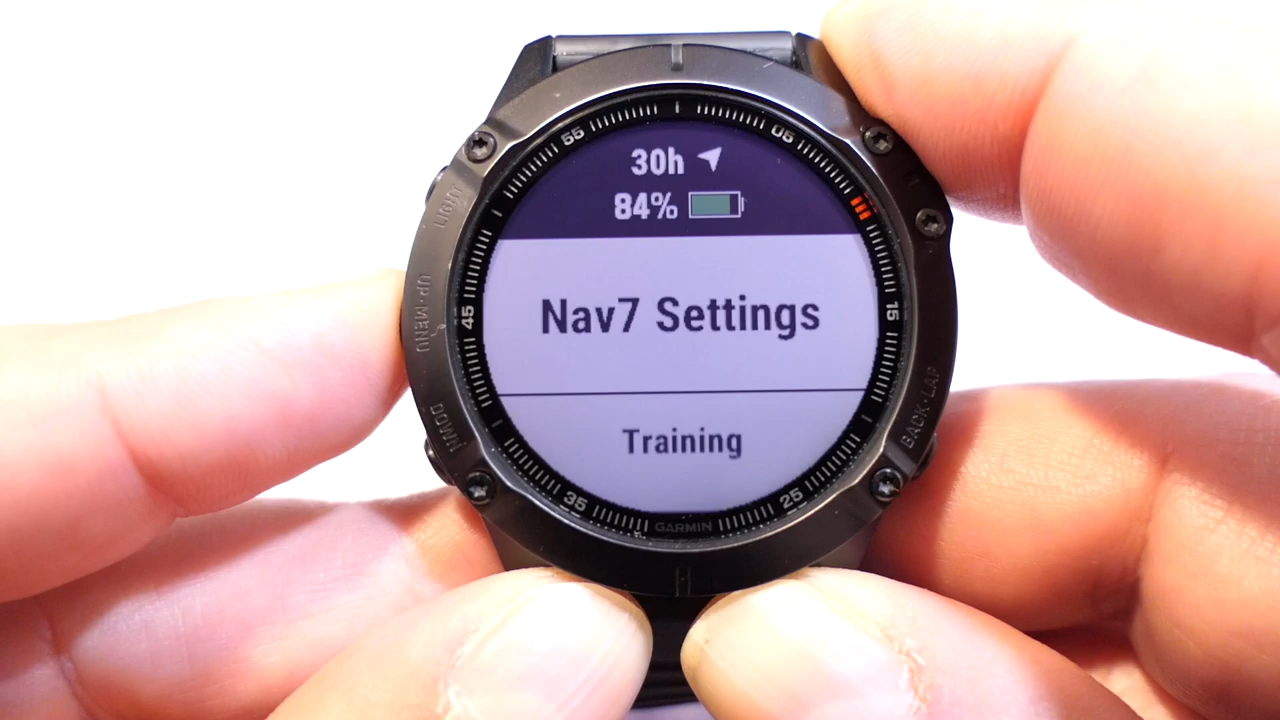 30h
84%
Nav7 Settings
Training
55
05
45
15
35
25
GARMIN
LIGHT
UP·MENU
DOWN
BACK·LAP